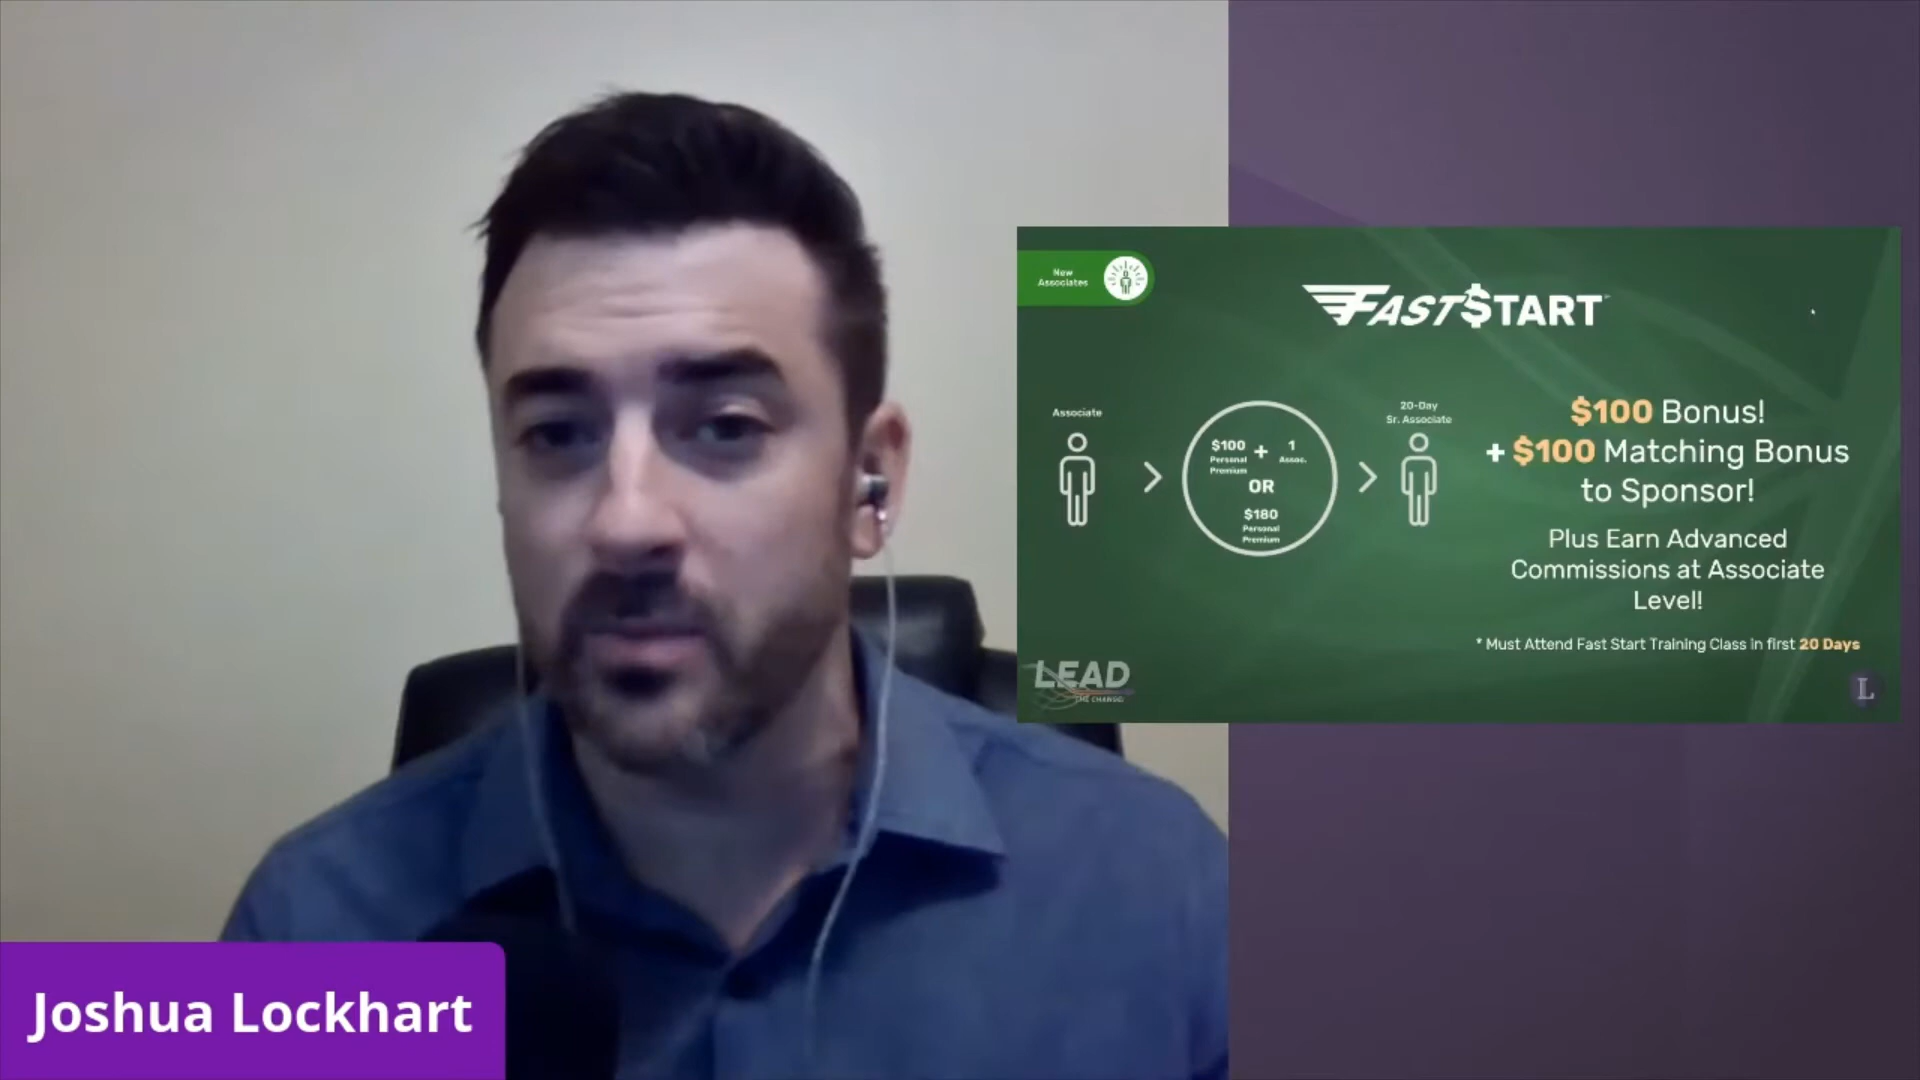 New
Associates
FAST$TART
Associate
$100 + 1
Personal Assoc.
Premium
OR
$180
Personal
Premium
20-Day
Sr. Associate
$100 Bonus!
+ $100 Matching Bonus
to Sponsor!
Plus Earn Advanced
Commissions at Associate
Level!
* Must Attend Fast Start Training Class in first 20 Days
LEAD
THE CHANGE
L
Joshua Lockhart